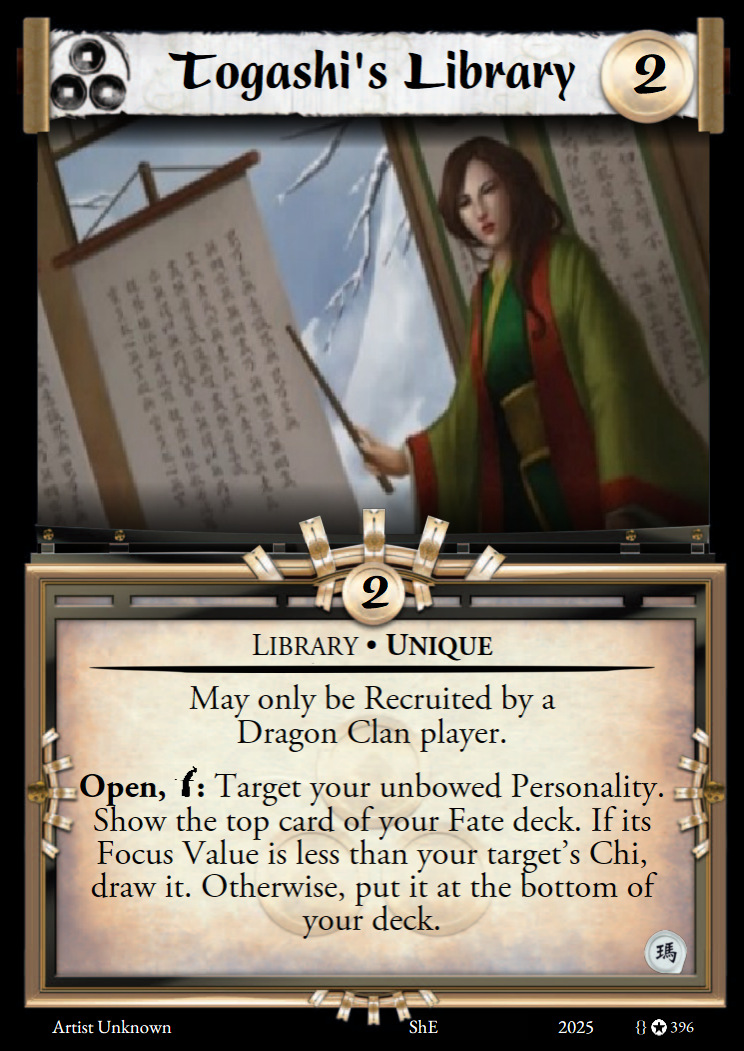 Togashi's Library
2
2
Library • Unique
May only be Recruited by a
Dragon Clan player.
Open, : Target your unbowed Personality.
Show the top card of your Fate deck. If its
Focus Value is less than your target’s Chi,
draw it. Otherwise, put it at the bottom of
your deck.
瑪
Artist Unknown
ShE
2025
{} 396